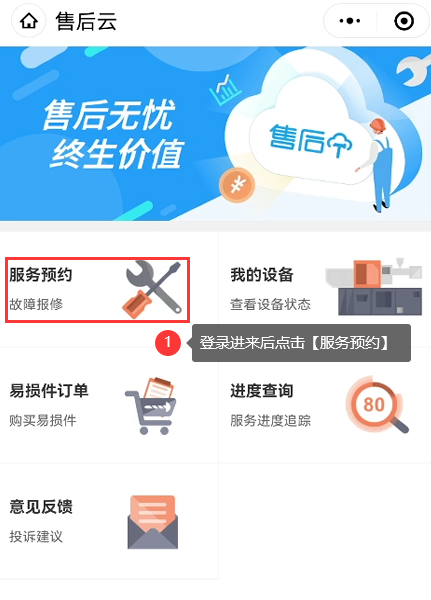 售后云
售后无忧
终生价值
售后
服务预约
故障报修
我的设备
查看设备状态
1
登录进来后点击【服务预约】
易损件订单
购买易损件
进度查询
服务进度追踪
80
意见反馈
投诉建议